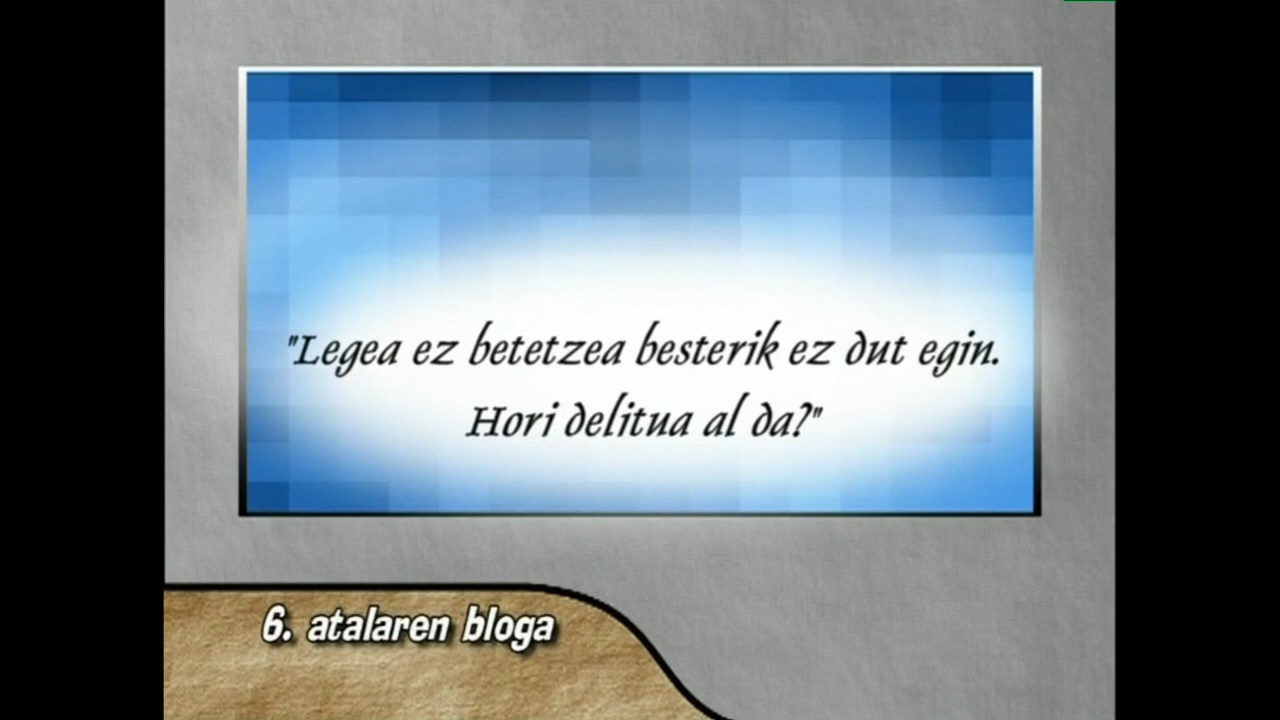 "Legea ez betetzea besterik ez dut egin.
Hori delitua al da?"
6. atalaren bloga